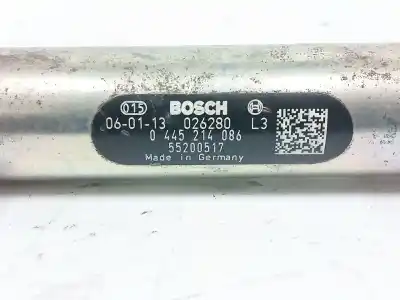 015 BOSCH
06-01-13 026280 L3
0 445 214 086
55200517
Made in Germany